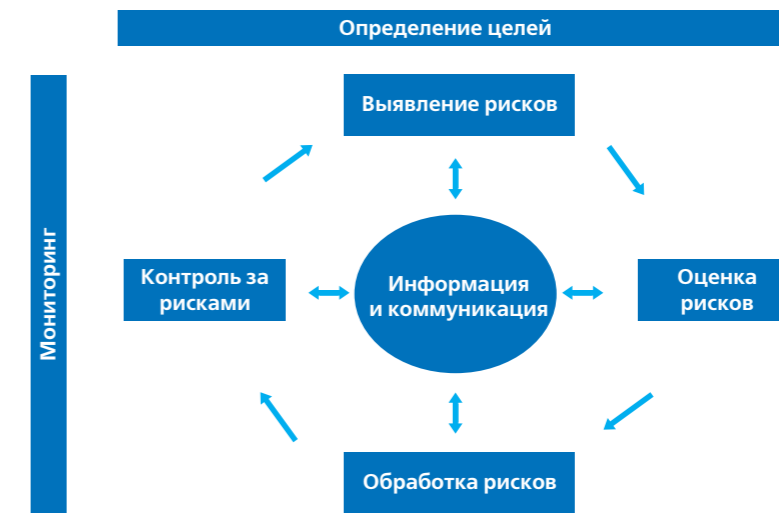 Определение целей
Мониторинг
Выявление рисков
Контроль за
рисками
Информация
и коммуникация
Оценка
рисков
Обработка рисков